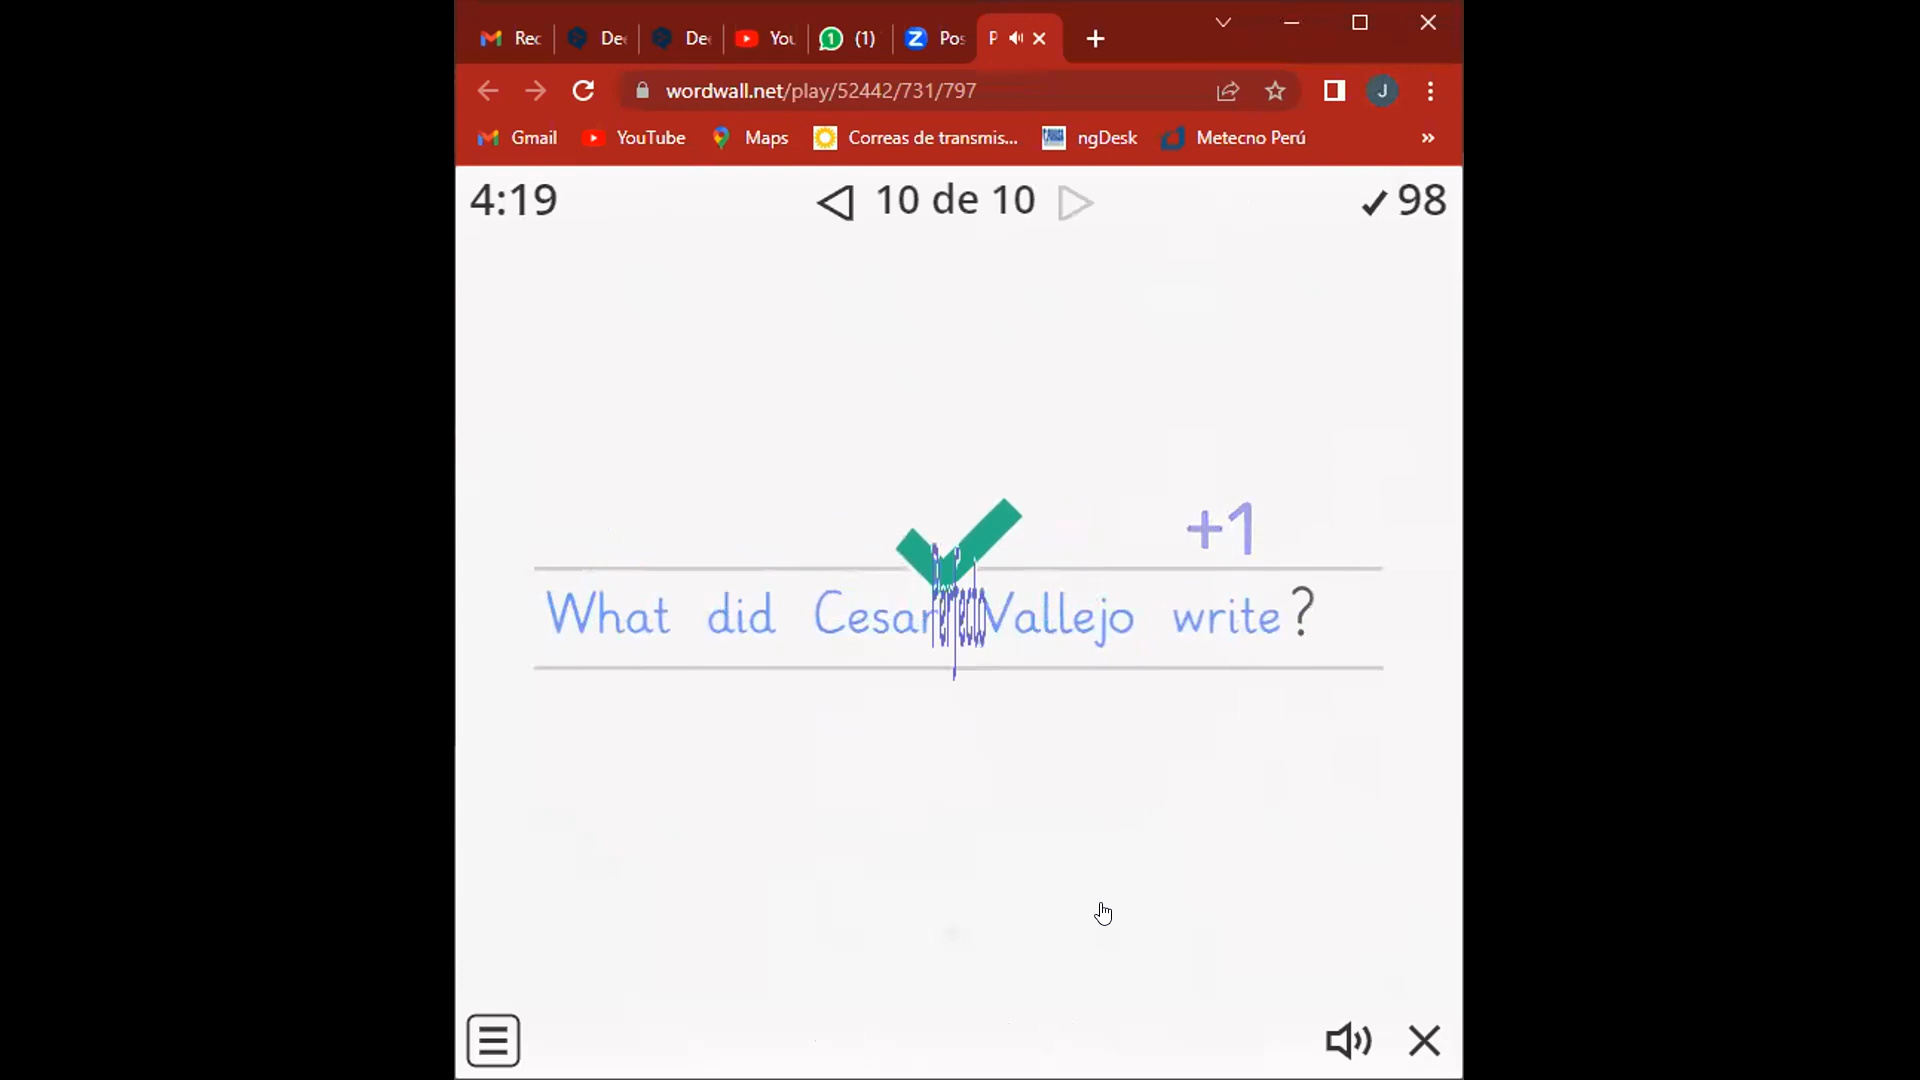 Rec De De You (1) Pos P
wordwall.net/play/52442/731/797 J
Gmail YouTube Maps Correas de transmis... ngDesk Metecno Perú »
4:19 10 de 10 98
+1
What did Cesar Vallejo write?
Perfecto